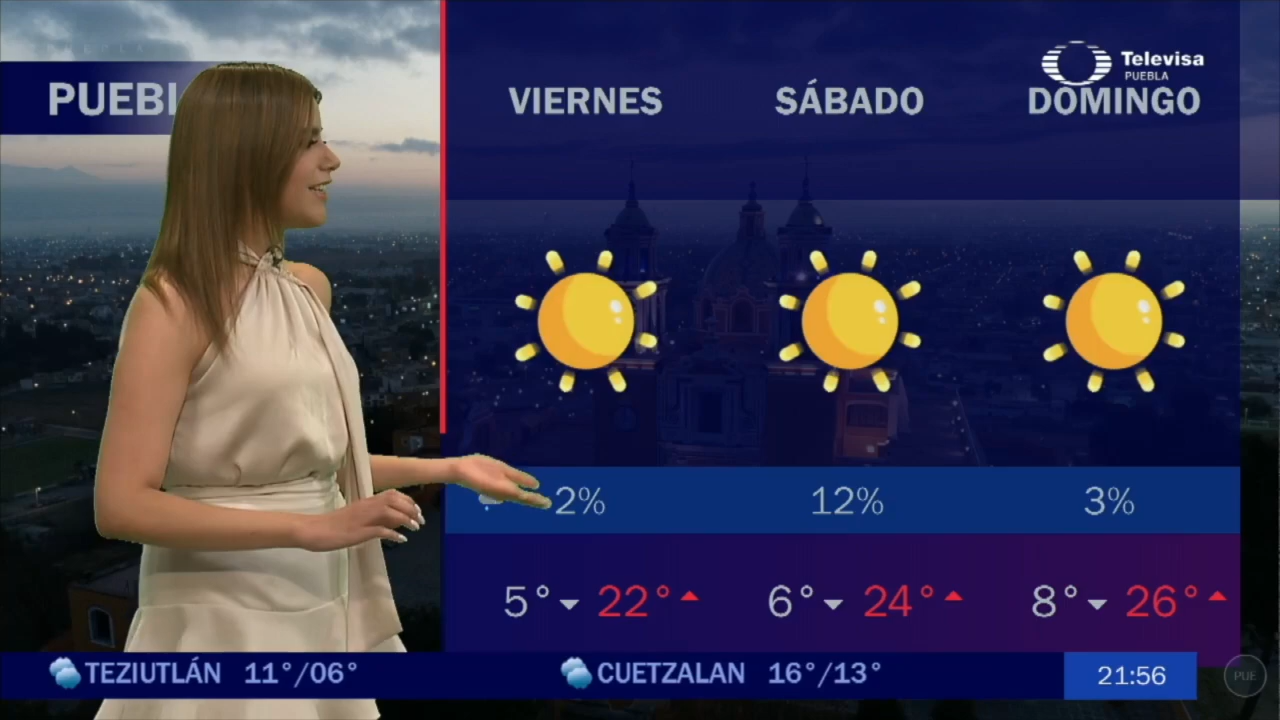 PUEBL
VIERNES
SÁBADO
DOMINGO
Televisa
PUEBLA
2%
12%
3%
5° 22°
6° 24°
8° 26°
TEZIUTLÁN 11°/06°
CUETZALAN 16°/13°
21:56
PUE